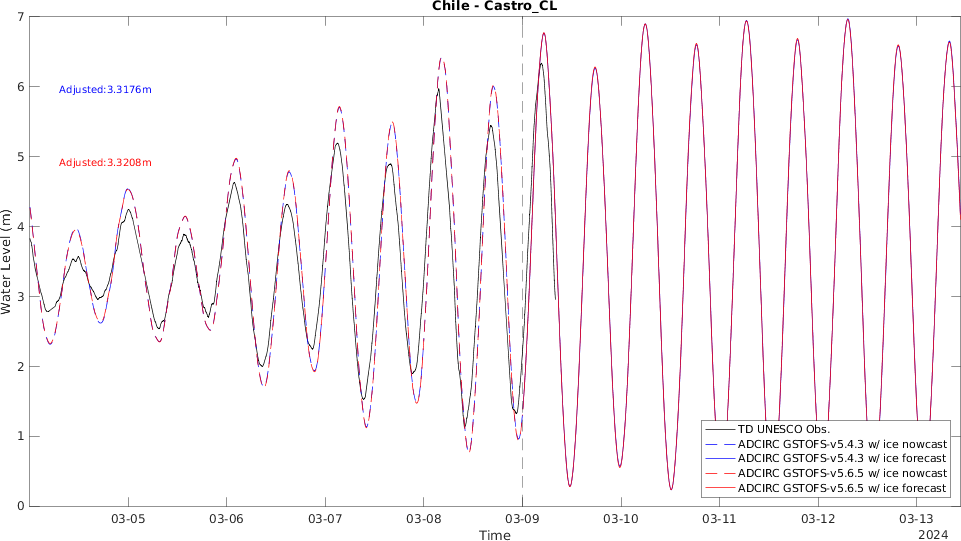 Chile - Castro_CL
7
6
5
4
3
2
1
0
Water Level (m)
Adjusted:3.3176m
Adjusted:3.3208m
TD UNESCO Obs.
ADCIRC GSTOFS-v5.4.3 w/ ice nowcast
ADCIRC GSTOFS-v5.4.3 w/ ice forecast
ADCIRC GSTOFS-v5.6.5 w/ ice nowcast
ADCIRC GSTOFS-v5.6.5 w/ ice forecast
03-05 03-06 03-07 03-08 03-09 03-10 03-11 03-12 03-13
Time
2024